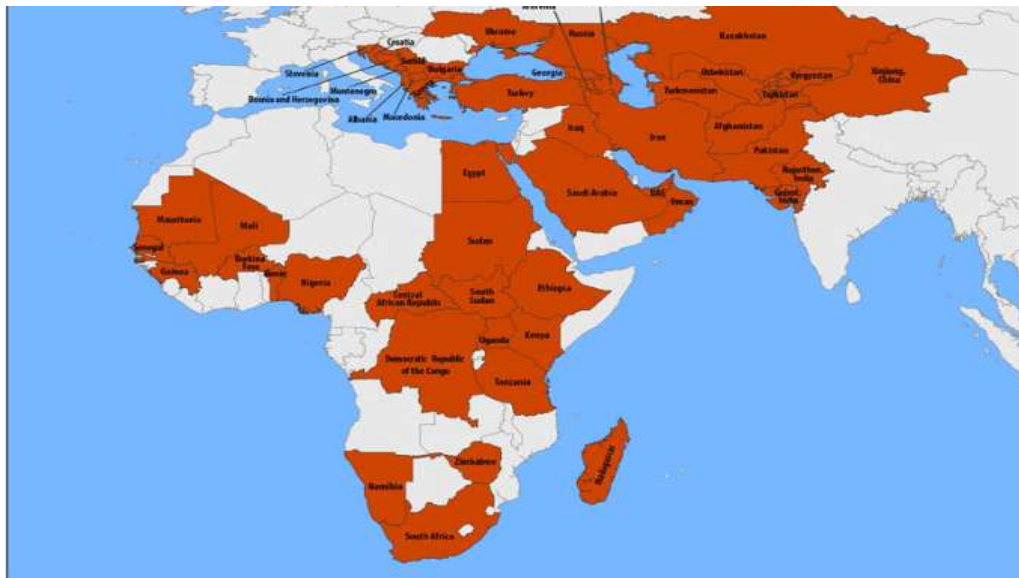 Armenia
Ukraine
Russia
Kazakhstan
Croatia
Serbia
Slovenia
Bulgaria
Georgia
Uzbekistan
Kyrgyzstan
Xinjiang,
China
Montenegro
Bosnia and Herzegovina
Turkey
Turkmenistan
Tajikistan
Albania
Macedonia
Iraq
Iran
Afghanistan
Pakistan
Egypt
Saudi Arabia
UAE
Oman
Rajasthan,
India
Gujrat,
India
Mauritania
Mali
Sudan
Senegal
Burkina
Faso
Guinea
Benin
Nigeria
Central
African Republic
South
Sudan
Ethiopia
Uganda
Kenya
Democratic Republic
of the Congo
Tanzania
Zimbabwe
Namibia
Madagascar
South Africa